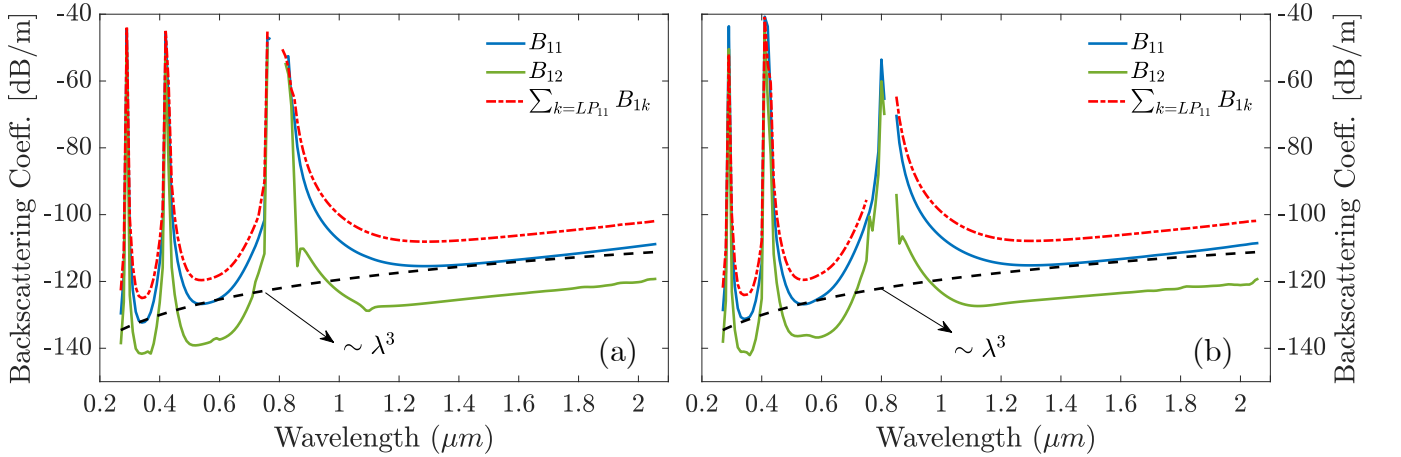 Backscattering Coeff. [dB/m]
-40
-60
-80
-100
-120
-140
B₁₁
B₁₂
∑ₖ₌LP₁₁ B₁ₖ
∼ λ³
(a)
0.2 0.4 0.6 0.8 1 1.2 1.4 1.6 1.8 2
Wavelength (μm)
B₁₁
B₁₂
∑ₖ₌LP₁₁ B₁ₖ
∼ λ³
(b)
0.2 0.4 0.6 0.8 1 1.2 1.4 1.6 1.8 2
Wavelength (μm)
-40
-60
-80
-100
-120
-140
Backscattering Coeff. [dB/m]